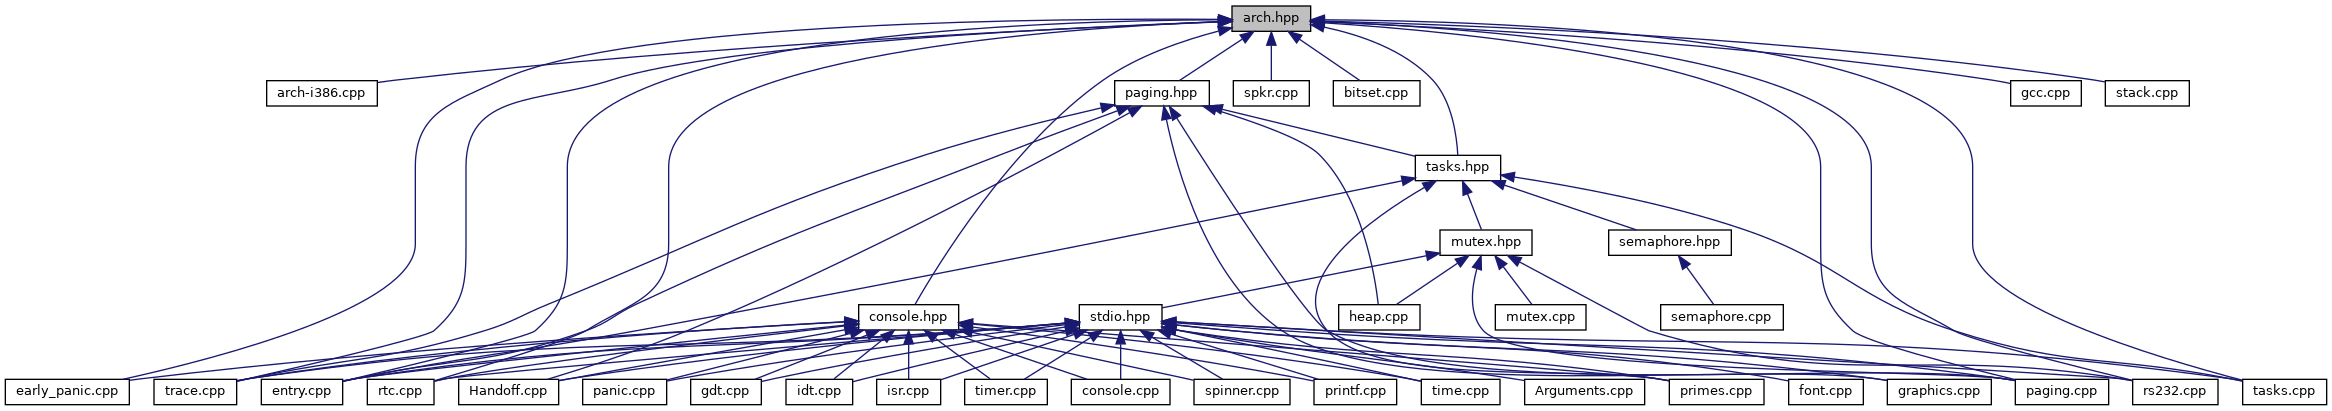 arch.hpp
arch-i386.cpp
paging.hpp
spkr.cpp
bitset.cpp
gcc.cpp
stack.cpp
tasks.hpp
mutex.hpp
semaphore.hpp
console.hpp
stdio.hpp
heap.cpp
mutex.cpp
semaphore.cpp
early_panic.cpp
trace.cpp
entry.cpp
rtc.cpp
Handoff.cpp
panic.cpp
gdt.cpp
idt.cpp
isr.cpp
timer.cpp
console.cpp
spinner.cpp
printf.cpp
time.cpp
Arguments.cpp
primes.cpp
font.cpp
graphics.cpp
paging.cpp
rs232.cpp
tasks.cpp